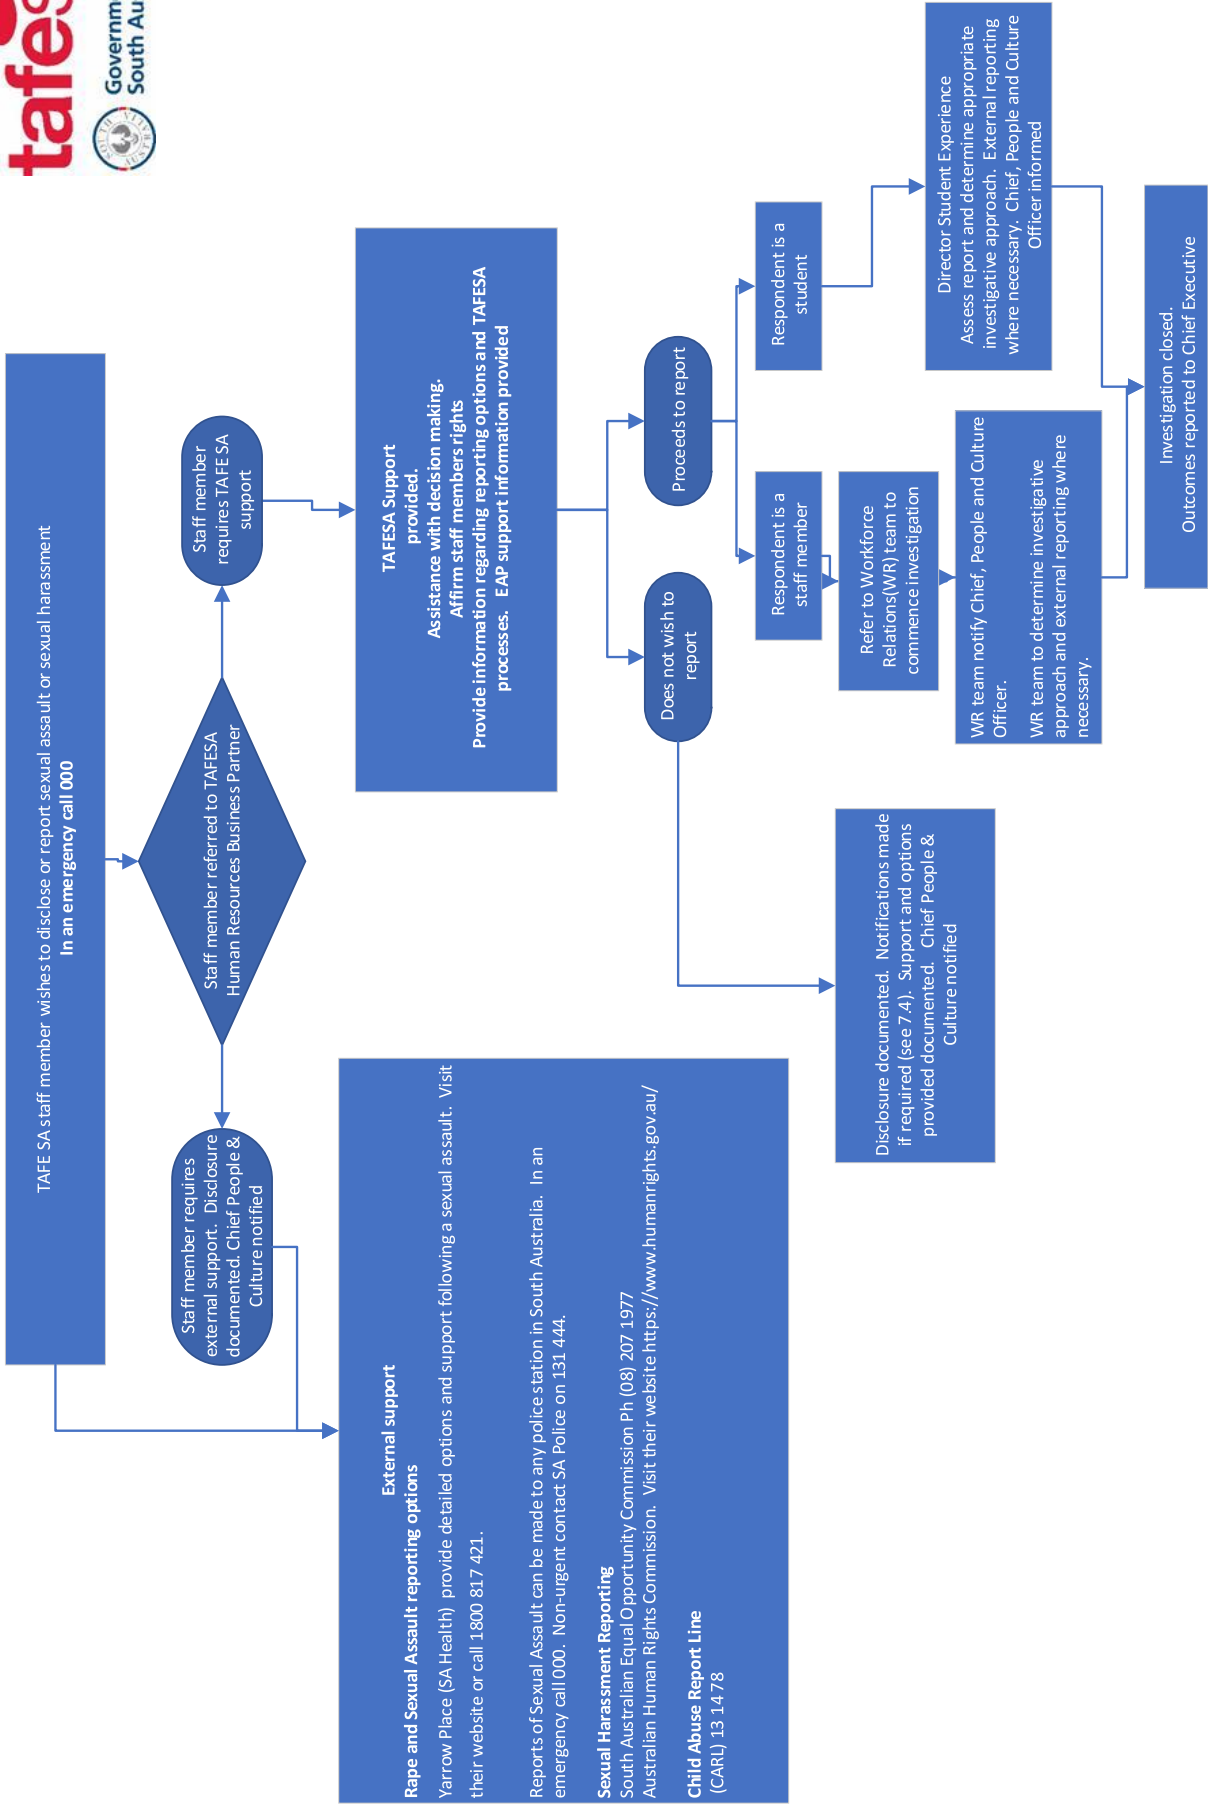 tafes
Governm
South Au
SOUTH AUSTRALIA
TAFE SA staff member wishes to disclose or report sexual assault or sexual harassment
In an emergency call 000
Staff member referred to TAFESA
Human Resources Business Partner
Staff member requires
external support. Disclosure
documented. Chief People &
Culture notified
Staff member
requires TAFE SA
support
External support
Rape and Sexual Assault reporting options
Yarrow Place (SA Health) provide detailed options and support following a sexual assault. Visit
their website or call 1800 817 421.
Reports of Sexual Assault can be made to any police station in South Australia. In an
emergency call 000. Non-urgent contact SA Police on 131 444.
Sexual Harassment Reporting
South Australian Equal Opportunity Commission Ph (08) 207 1977
Australian Human Rights Commission. Visit their website https://www.humanrights.gov.au/
Child Abuse Report Line
(CARL) 13 14 78
TAFESA Support
provided.
Assistance with decision making.
Affirm staff members rights
Provide information regarding reporting options and TAFESA
processes. EAP support information provided
Does not wish to
report
Proceeds to report
Disclosure documented. Notifications made
if required (see 7.4). Support and options
provided documented. Chief People &
Culture notified
Respondent is a
staff member
Respondent is a
student
Refer to Workforce
Relations(WR) team to
commence investigation
WR team notify Chief, People and Culture
Officer.
WR team to determine investigative
approach and external reporting where
necessary.
Director Student Experience
Assess report and determine appropriate
investigative approach. External reporting
where necessary. Chief, People and Culture
Officer informed
Investigation closed.
Outcomes reported to Chief Executive